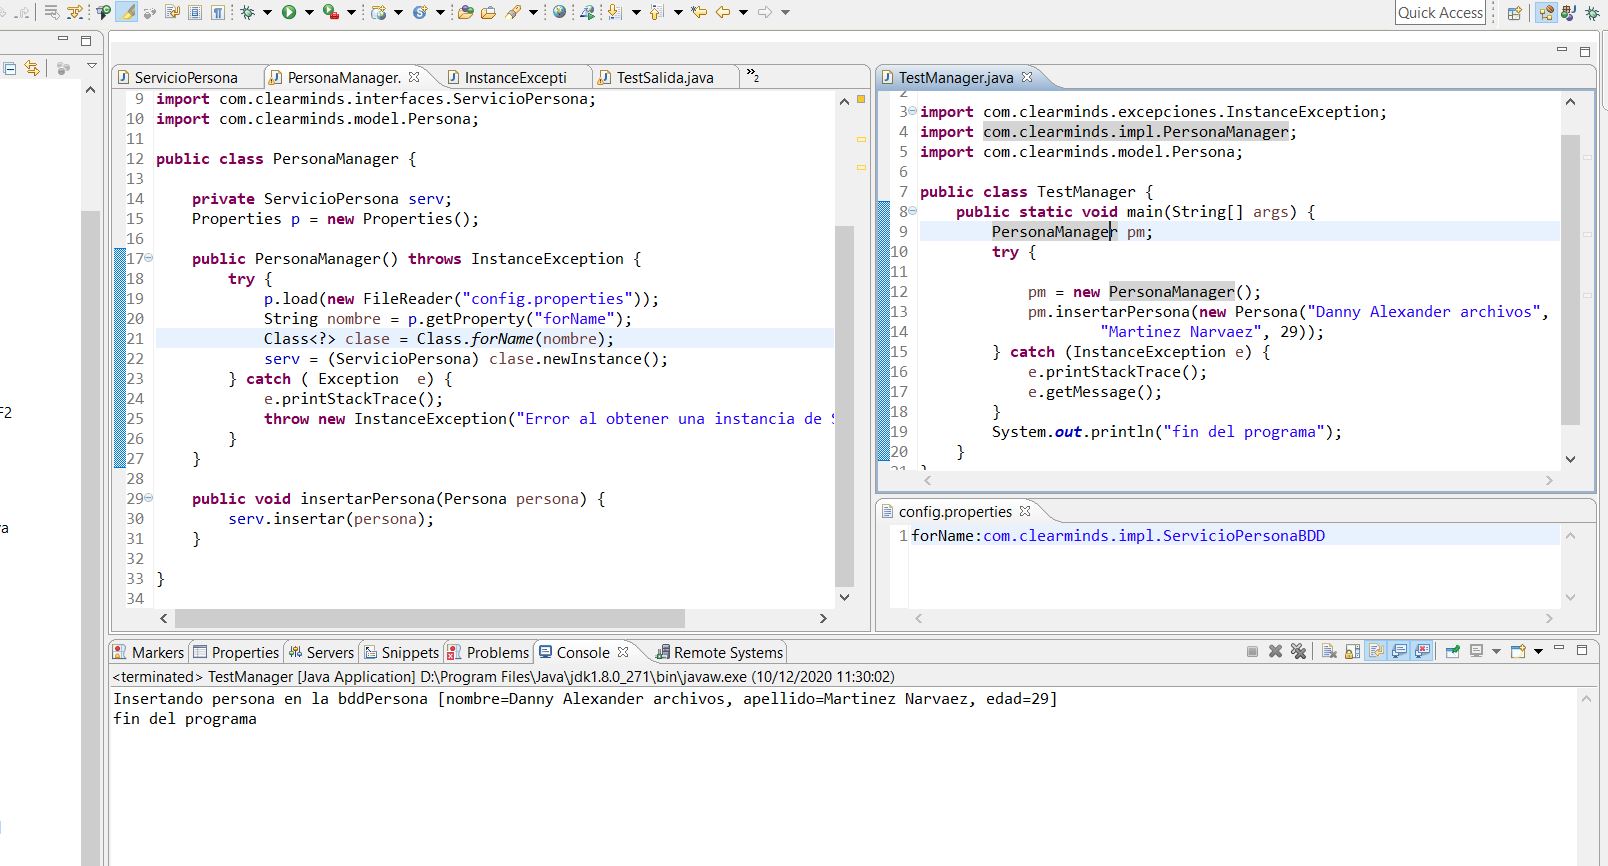 Quick Access
ServicioPersona
PersonaManager.
InstanceExcepti
TestSalida.java
»2
9 import com.clearminds.interfaces.ServicioPersona;
10 import com.clearminds.model.Persona;
11
12 public class PersonaManager {
13
14 private ServicioPersona serv;
15 Properties p = new Properties();
16
17 public PersonaManager() throws InstanceException {
18 try {
19 p.load(new FileReader("config.properties"));
20 String nombre = p.getProperty("forName");
21 Class<?> clase = Class.forName(nombre);
22 serv = (ServicioPersona) clase.newInstance();
23 } catch ( Exception  e) {
24 e.printStackTrace();
25 throw new InstanceException("Error al obtener una instancia de
26 }
27 }
28
29 public void insertarPersona(Persona persona) {
30 serv.insertar(persona);
31 }
32
33 }
34
TestManager.java
2
3 import com.clearminds.excepciones.InstanceException;
4 import com.clearminds.impl.PersonaManager;
5 import com.clearminds.model.Persona;
6
7 public class TestManager {
8 public static void main(String[] args) {
9 PersonaManager pm;
10 try {
11
12 pm = new PersonaManager();
13 pm.insertarPersona(new Persona("Danny Alexander archivos",
14 "Martinez Narvaez", 29));
15 } catch (InstanceException e) {
16 e.printStackTrace();
17 e.getMessage();
18 }
19 System.out.println("fin del programa");
20 }
21 }
config.properties
1 forName:com.clearminds.impl.ServicioPersonaBDD
F2
a
Markers Properties Servers Snippets Problems Console Remote Systems
<terminated> TestManager [Java Application] D:\Program Files\Java\jdk1.8.0_271\bin\javaw.exe (10/12/2020 11:30:02)
Insertando persona en la bddPersona [nombre=Danny Alexander archivos, apellido=Martinez Narvaez, edad=29]
fin del programa